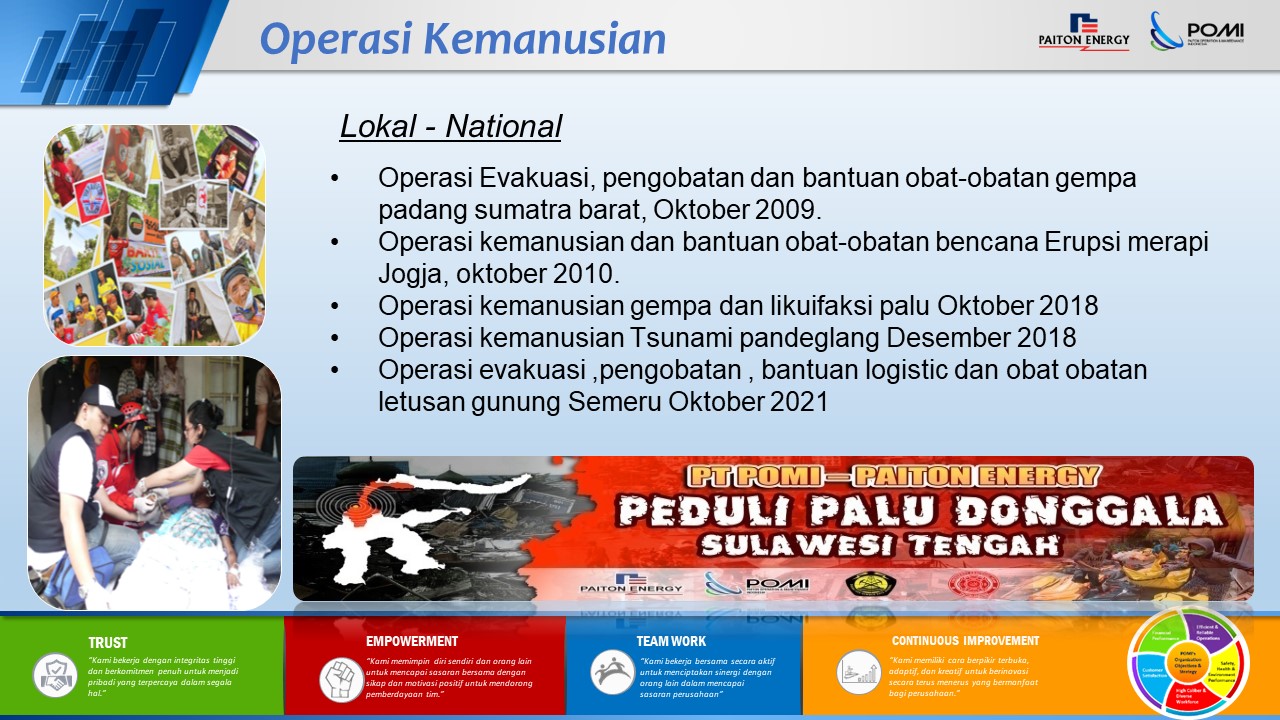 Operasi Kemanusian
PAITON ENERGY
POMI
PAITON OPERATION & MAINTENANCE
INDONESIA
Lokal - National
• Operasi Evakuasi, pengobatan dan bantuan obat-obatan gempa
padang sumatra barat, Oktober 2009.
• Operasi kemanusian dan bantuan obat-obatan bencana Erupsi merapi
Jogja, oktober 2010.
• Operasi kemanusian gempa dan likuifaksi palu Oktober 2018
• Operasi kemanusian Tsunami pandeglang Desember 2018
• Operasi evakuasi ,pengobatan , bantuan logistic dan obat obatan
letusan gunung Semeru Oktober 2021
PT POMI – PAITON ENERGY
PEDULI PALU DONGGALA
SULAWESI TENGAH
PAITON ENERGY
POMI
TRUST
"Kami bekerja dengan integritas tinggi
dan berkomitmen penuh untuk menjadi
pribadi yang terpercaya dalam segala
hal."
EMPOWERMENT
"Kami memimpin diri sendiri dan orang lain
untuk mencapai sasaran bersama dengan
sikap dan motivasi positif untuk mendorong
pemberdayaan tim."
TEAM WORK
"Kami bekerja bersama secara aktif
untuk menciptakan sinergi dengan
orang lain dalam mencapai
sasaran perusahaan"
CONTINUOUS IMPROVEMENT
"Kami memiliki cara berpikir terbuka,
adaptif, dan kreatif untuk berinovasi
secara terus menerus yang bermanfaat
bagi perusahaan."
Financial
Performance
Efficient &
Reliable
Operations
Customer
Satisfaction
POMI's
Organization
Objectives &
Strategy
Safety,
Health &
Environment
Performance
High Caliber &
Diverse
Workforce